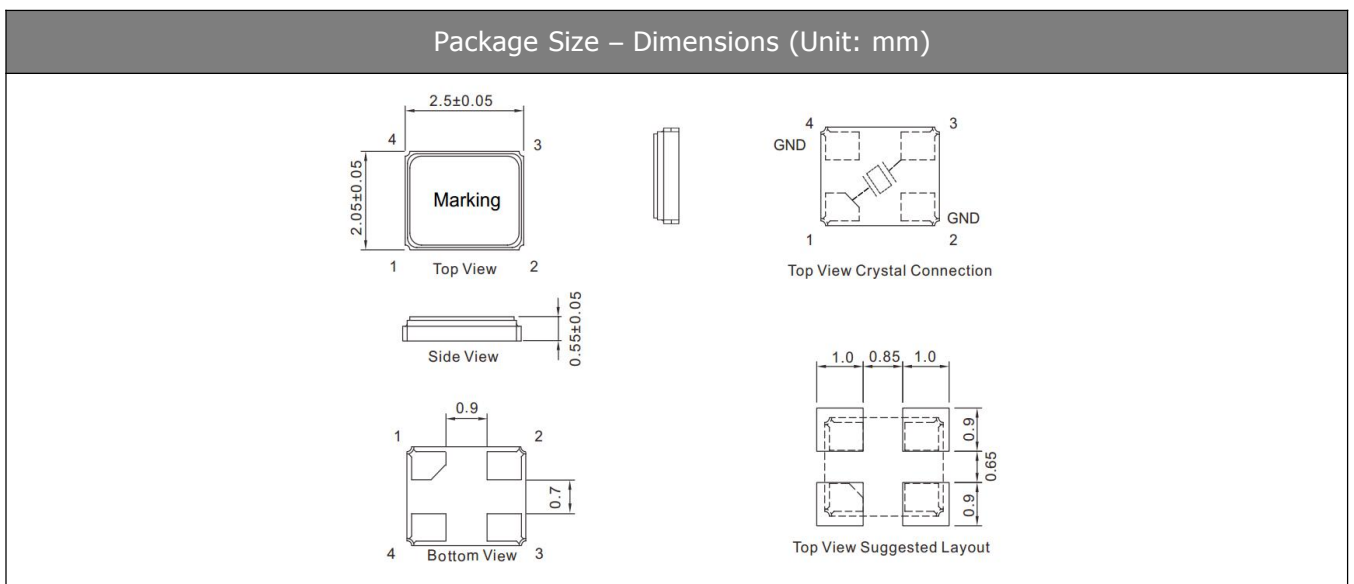 Package Size – Dimensions (Unit: mm)
2.5±0.05
4
3
2.05±0.05
Marking
1
Top View
2
4
3
GND
GND
1
2
Top View Crystal Connection
0.55±0.05
Side View
0.9
1
2
0.7
4
Bottom View
3
1.0 0.85 1.0
0.9
0.65
0.9
Top View Suggested Layout